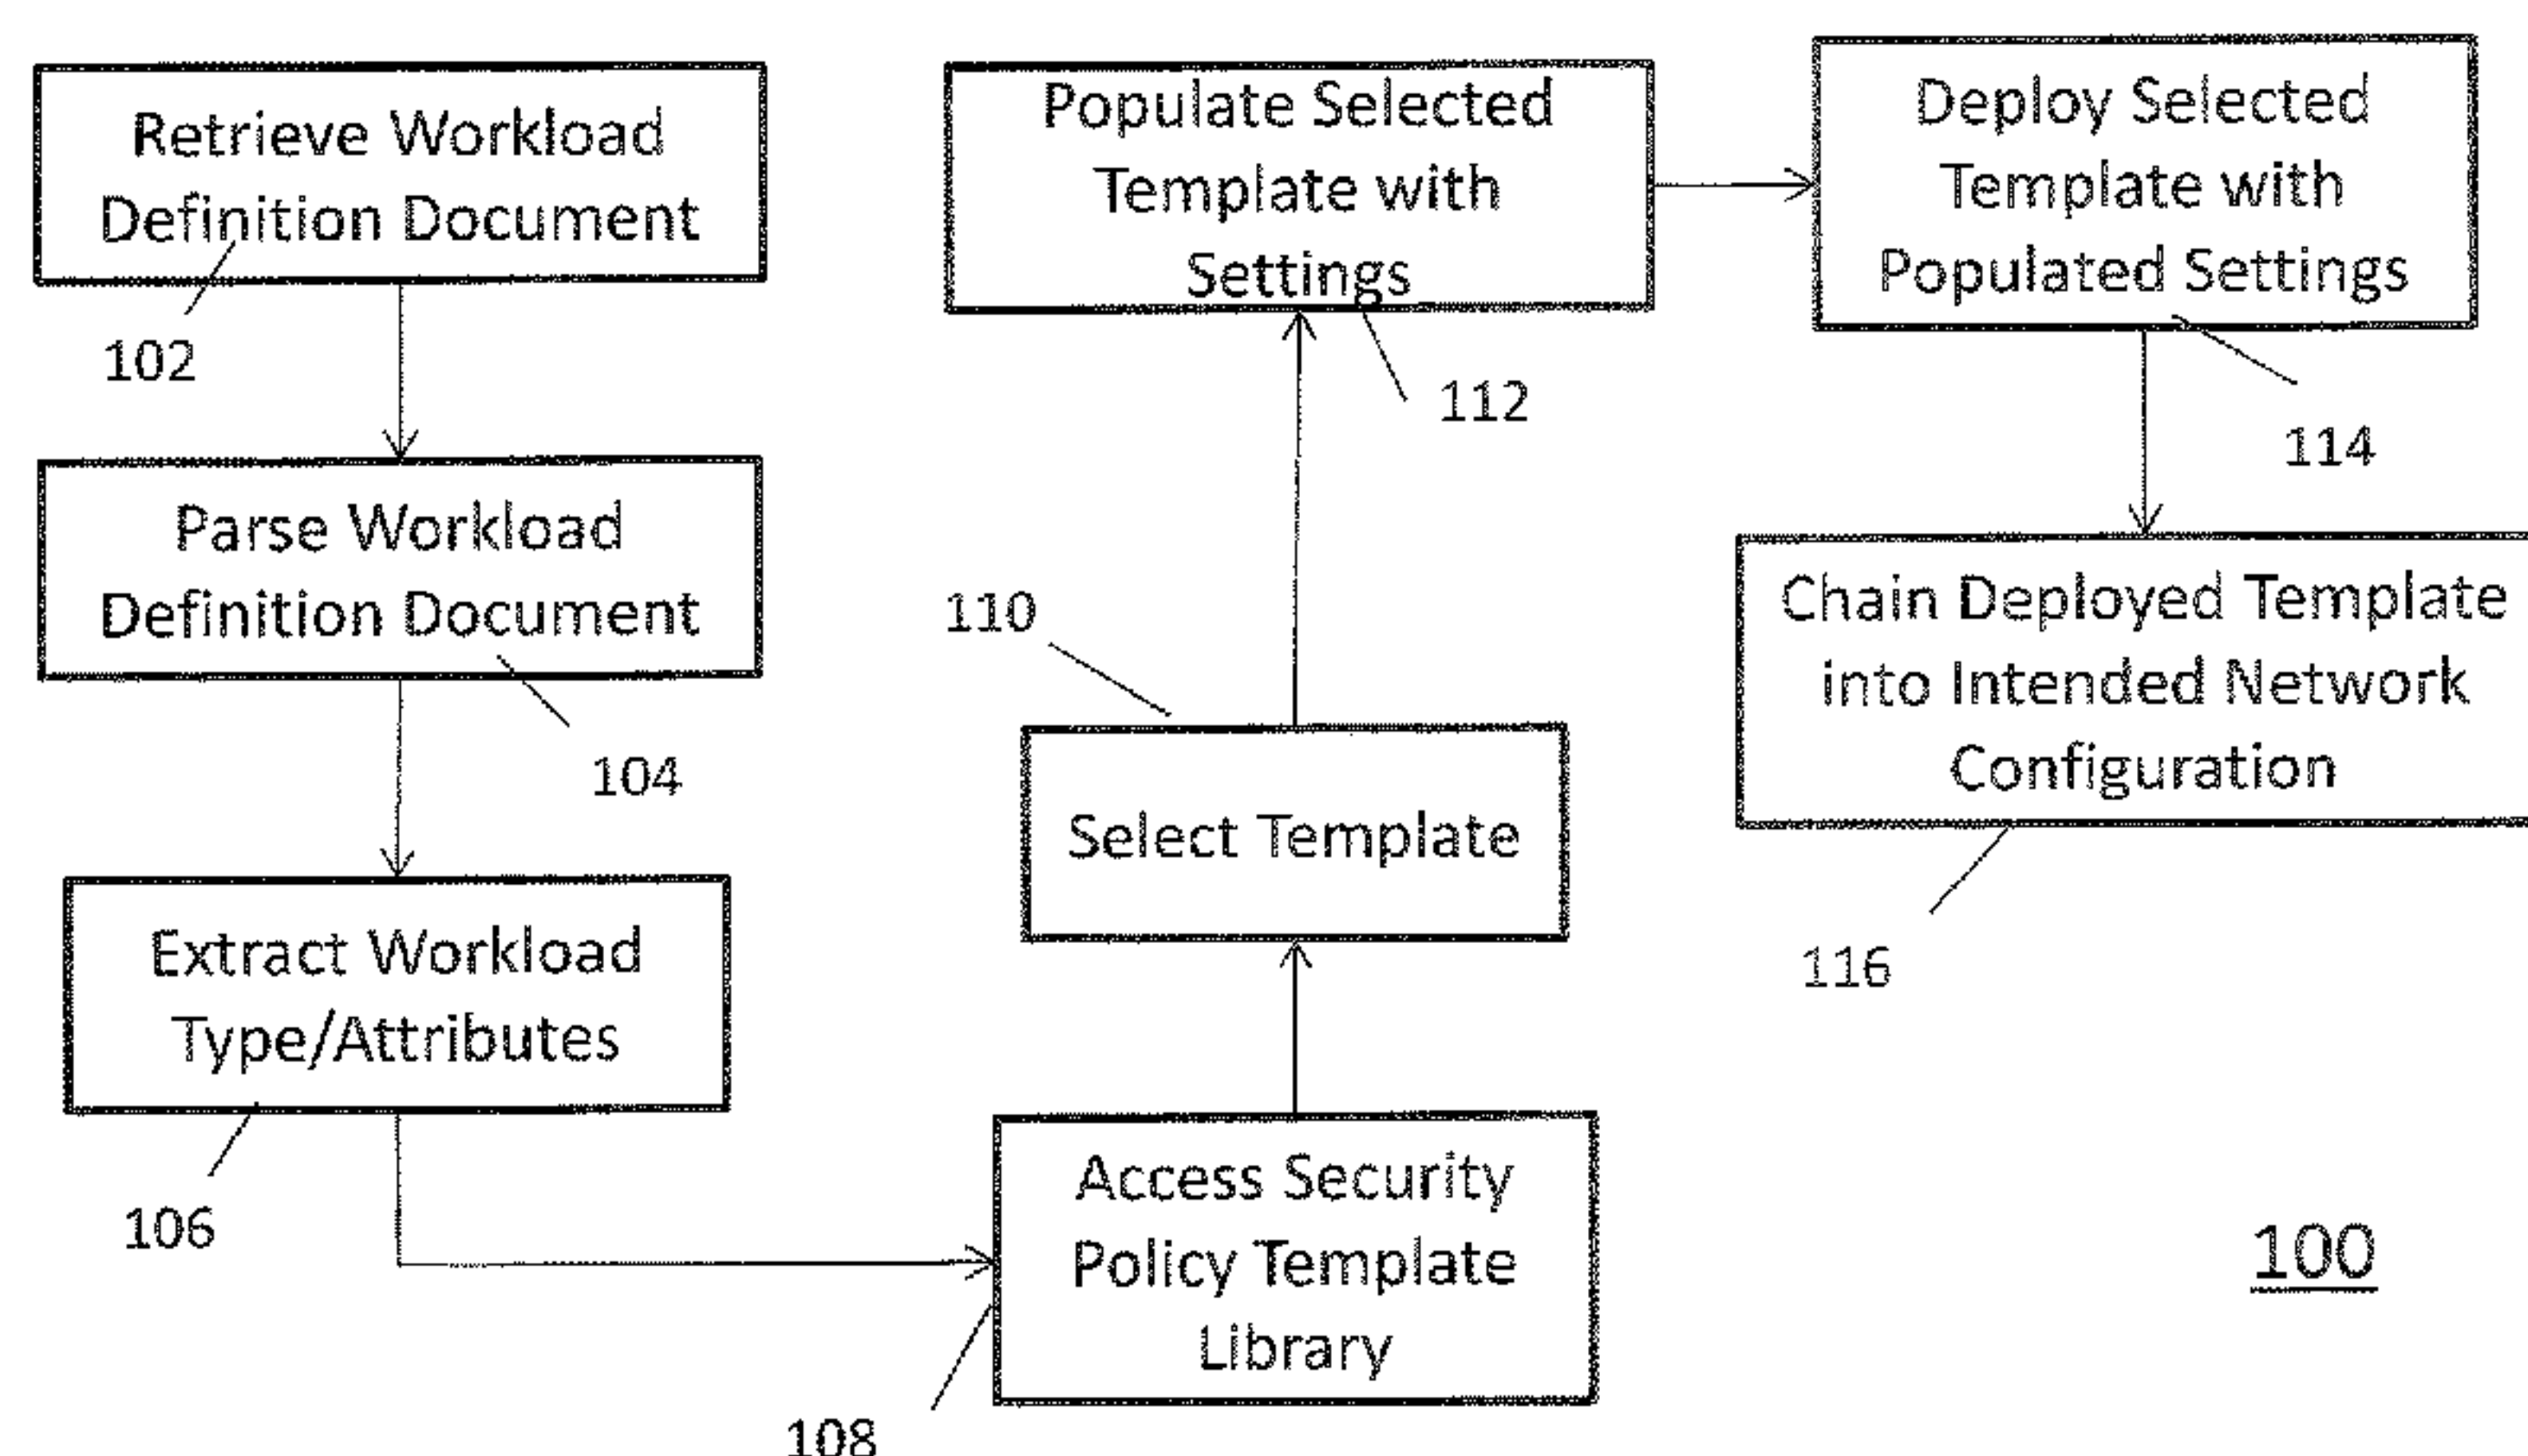 Retrieve Workload
Definition Document
102
Parse Workload
Definition Document
104
Extract Workload
Type/Attributes
106
Access Security
Policy Template
Library
108
Select Template
110
Populate Selected
Template with
Settings
112
Deploy Selected
Template with
Populated Settings
114
Chain Deployed Template
into Intended Network
Configuration
116
100